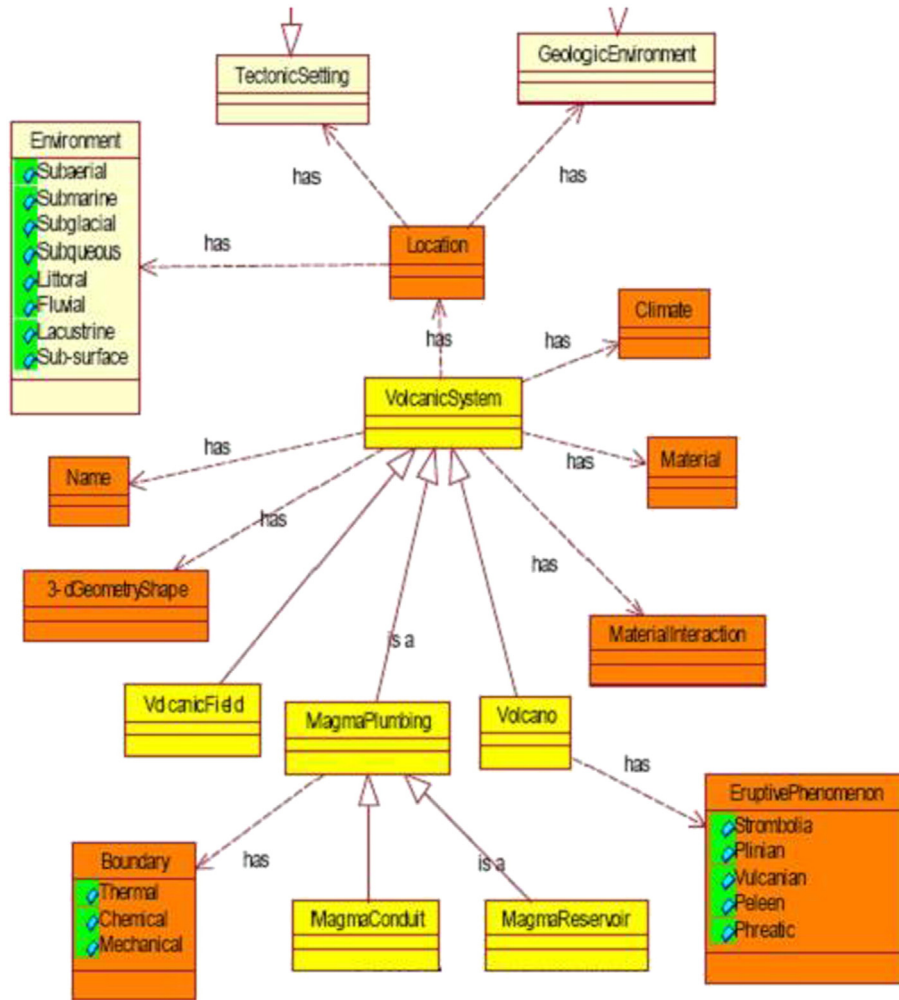 TectonicSetting
GeologicEnvironment
Environment
Subaerial
Submarine
Subglacial
Subqueous
Littoral
Fluvial
Lacustrine
Sub-surface
has
has
has
Location
has
Climate
has
VolcanicSystem
has
Name
has
Material
has
3-dGeometryShape
has
MaterialInteraction
is a
VolcanicField
MagmaPlumbing
Volcano
has
EruptivePhenomenon
Strombolia
Plinian
Vulcanian
Peleen
Phreatic
Boundary
Thermal
Chemical
Mechanical
has
is a
MagmaConduit
MagmaReservoir